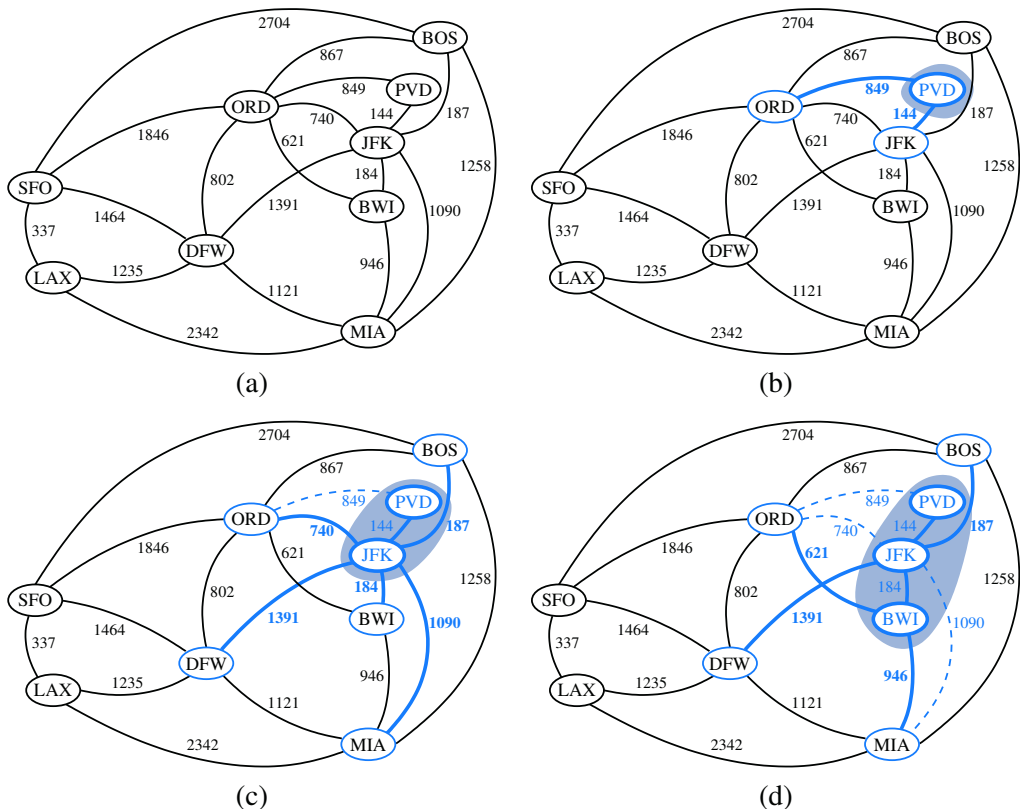 2704
BOS
867
PVD
849
ORD
144
187
740
JFK
1846
621
1258
184
SFO
802
BWI
1464
1391
1090
337
DFW
946
LAX
1235
1121
MIA
2342
(a)
2704
BOS
867
PVD
849
ORD
144
187
740
JFK
1846
621
1258
184
SFO
802
BWI
1464
1391
1090
337
DFW
946
LAX
1235
1121
MIA
2342
(b)
2704
BOS
867
PVD
849
ORD
144
187
740
JFK
1846
621
1258
184
SFO
802
BWI
1464
1391
1090
337
DFW
946
LAX
1235
1121
MIA
2342
(c)
2704
BOS
867
PVD
849
ORD
144
187
740
JFK
1846
621
1258
184
SFO
802
BWI
1464
1391
1090
337
DFW
946
LAX
1235
1121
MIA
2342
(d)